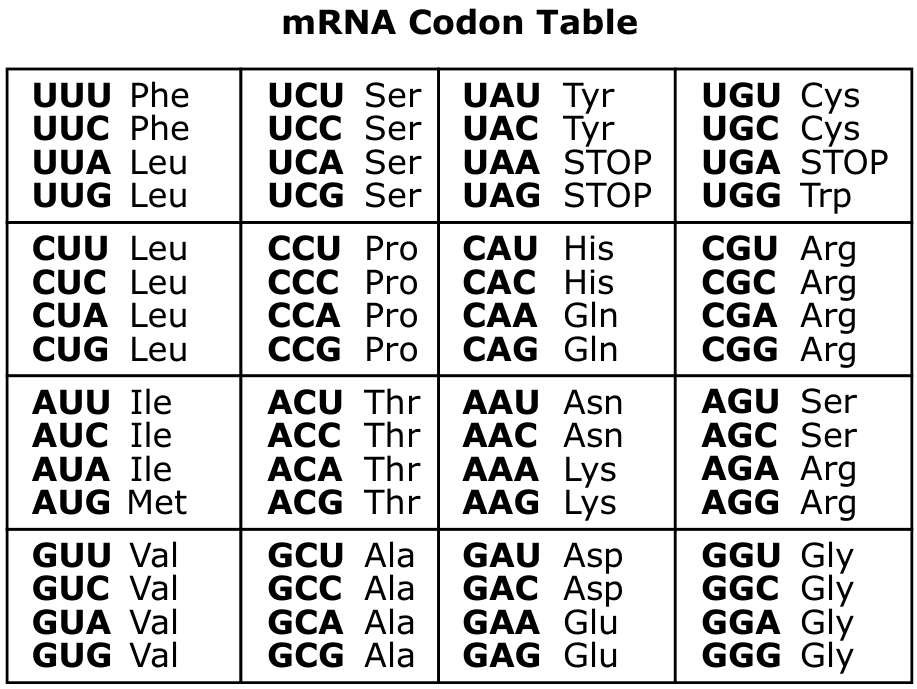 mRNA Codon Table
UUU Phe UCU Ser UAU Tyr UGU Cys
UUC Phe UCC Ser UAC Tyr UGC Cys
UUA Leu UCA Ser UAA STOP UGA STOP
UUG Leu UCG Ser UAG STOP UGG Trp
CUU Leu CCU Pro CAU His CGU Arg
CUC Leu CCC Pro CAC His CGC Arg
CUA Leu CCA Pro CAA Gln CGA Arg
CUG Leu CCG Pro CAG Gln CGG Arg
AUU Ile ACU Thr AAU Asn AGU Ser
AUC Ile ACC Thr AAC Asn AGC Ser
AUA Ile ACA Thr AAA Lys AGA Arg
AUG Met ACG Thr AAG Lys AGG Arg
GUU Val GCU Ala GAU Asp GGU Gly
GUC Val GCC Ala GAC Asp GGC Gly
GUA Val GCA Ala GAA Glu GGA Gly
GUG Val GCG Ala GAG Glu GGG Gly